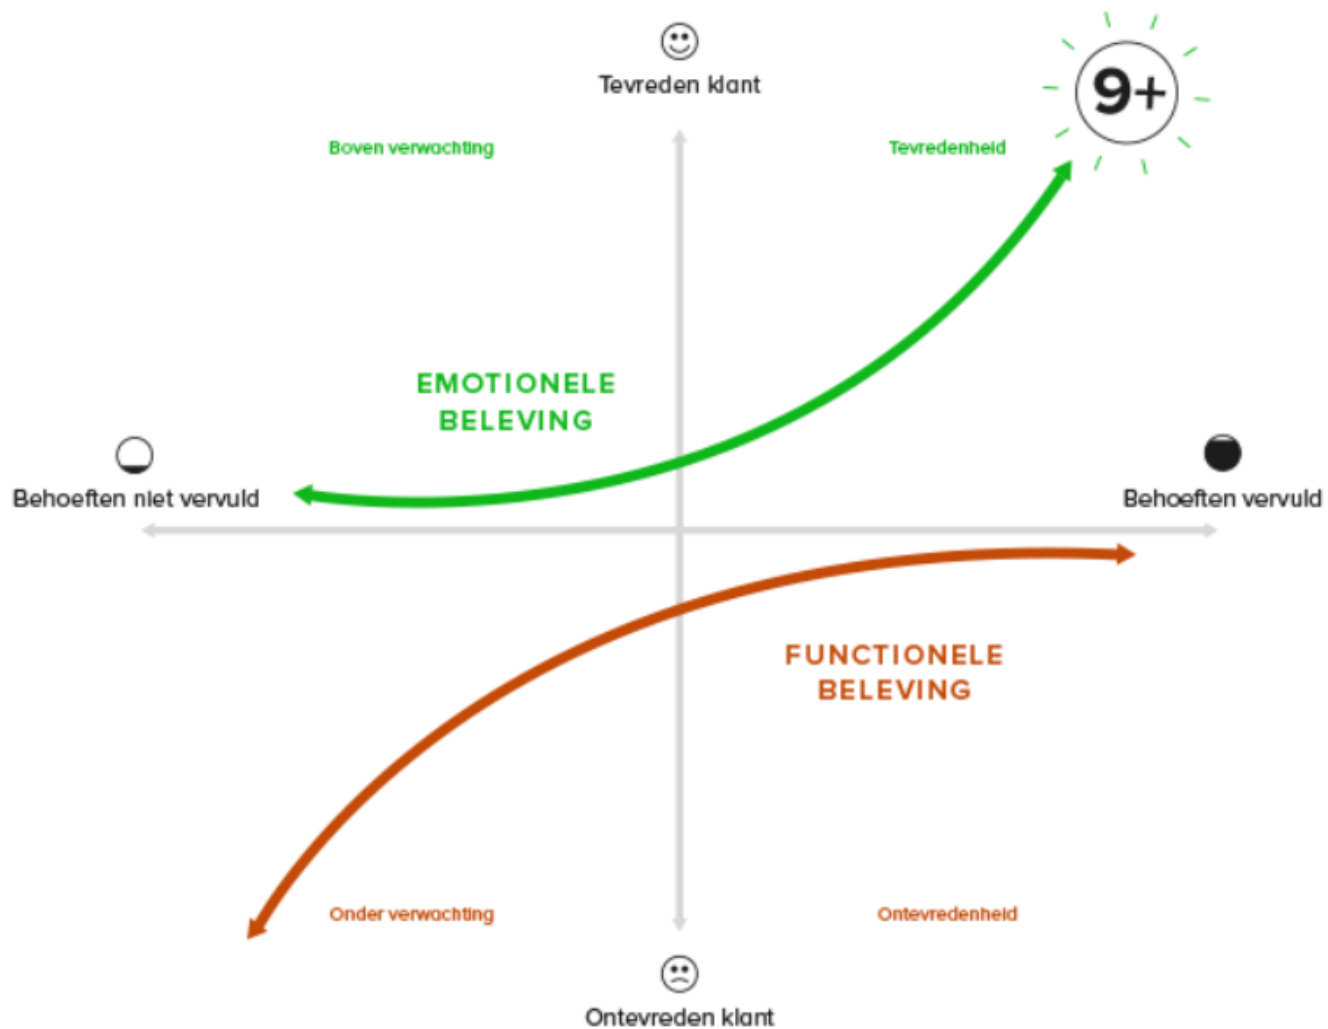 Tevreden klant
9+
Boven verwachting
Tevredenheid
EMOTIONELE
BELEVING
Behoeften niet vervuld
Behoeften vervuld
FUNCTIONELE
BELEVING
Onder verwachting
Ontevredenheid
Ontevreden klant